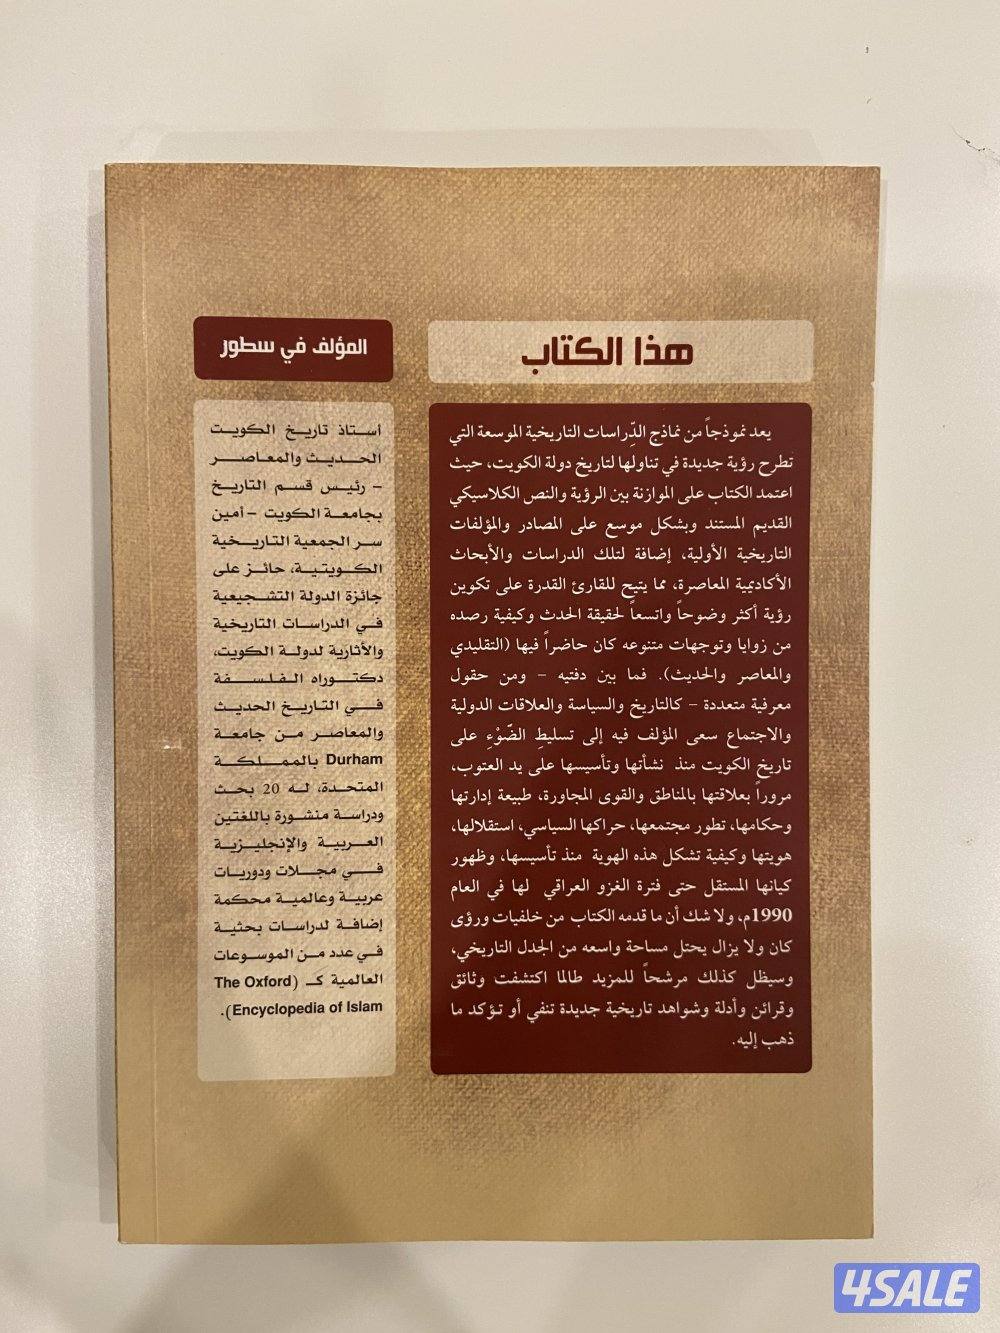 هذا الكتاب
يعد نموذجاً من نماذج الدِّراسات التاريخية الموسعة التي
تطرح رؤية جديدة في تناولها لتاريخ دولة الكويت، حيث
اعتمد الكتاب على الموازنة بين الرؤية والنص الكلاسيكي
القديم المستند وبشكل موسع على المصادر والمؤلفات
التاريخية الأولية، إضافة لتلك الدراسات والأبحاث
الأكاديمية المعاصرة، مما يتيح للقارئ القدرة على تكوين
رؤية أكثر وضوحاً واتسعاً لحقيقة الحدث وكيفية رصده
من زوايا وتوجهات متنوعه كان حاضراً فيها (التقليدي
والمعاصر والحديث). فما بين دفتيه – ومن حقول
معرفية متعددة – كالتاريخ والسياسة والعلاقات الدولية
والاجتماع سعى المؤلف فيه إلى تسليطِ الضَّوْءِ على
تاريخ الكويت منذ نشأتها وتأسيسها على يد العتوب،
مروراً بعلاقتها بالمناطق والقوى المجاورة، طبيعة إدارتها
وحكامها، تطور مجتمعها، حراكها السياسي، استقلالها،
هويتها وكيفية تشكل هذه الهوية منذ تأسيسها، وظهور
كيانها المستقل حتى فترة الغزو العراقي لها في العام
1990م، ولا شك أن ما قدمه الكتاب من خلفيات ورؤى
كان ولا يزال يحتل مساحة واسعه من الجدل التاريخي،
وسيظل كذلك مرشحاً للمزيد طالما اكتشفت وثائق
وقرائن وأدلة وشواهد تاريخية جديدة تنفي أو تؤكد ما
ذهب إليه.
المؤلف في سطور
أستاذ تاريخ الكويت
الحديث والمعاصر
– رئيس قسم التاريخ
بجامعة الكويت – أمين
سر الجمعية التاريخية
الكويتية، حائز على
جائزة الدولة التشجيعية
في الدراسات التاريخية
والأثارية لدولة الكويت،
دكتوراه الفلسفة
في التاريخ الحديث
والمعاصر من جامعة
Durham بالمملكة
المتحدة، له 20 بحث
ودراسة منشورة باللغتين
العربية والإنجليزية
في مجلات ودوريات
عربية وعالمية محكمة
إضافة لدراسات بحثية
في عدد من الموسوعات
العالمية كـ (The Oxford
Encyclopedia of Islam).
4SALE